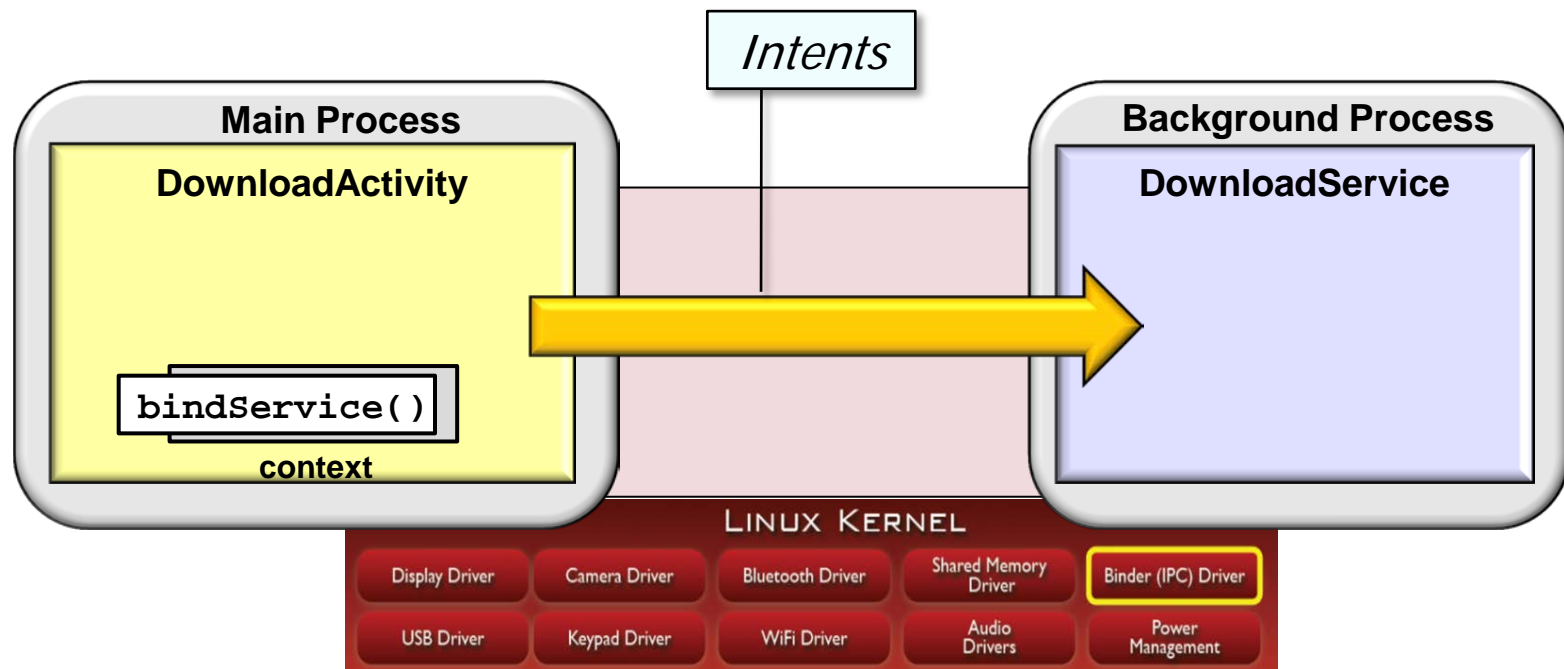 Intents
Main Process
Background Process
DownloadActivity
DownloadService
bindService()
context
LINUX KERNEL
Display Driver
Camera Driver
Bluetooth Driver
Shared Memory
Driver
Binder (IPC) Driver
USB Driver
Keypad Driver
WiFi Driver
Audio
Drivers
Power
Management